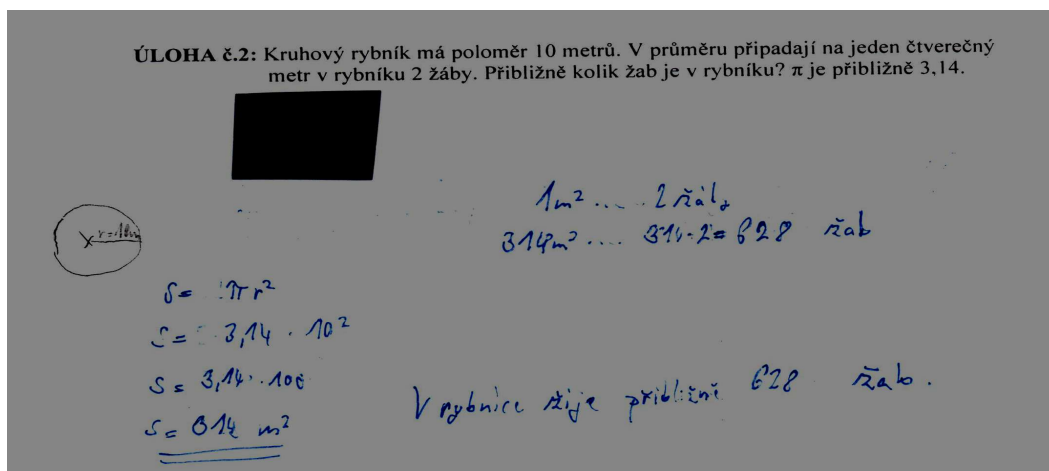 ÚLOHA č.2: Kruhový rybník má poloměr 10 metrů. V průměru připadají na jeden čtverečný
metr v rybníku 2 žáby. Přibližně kolik žab je v rybníku? π je přibližně 3,14.
1m² .... 2 žáby
314m² .... 314·2=628 žab
r=10m
S= πr²
S= 3,14 . 10²
S= 3,14 . 100
S= 314 m²
V rybnice žije přibližně 628 žab.